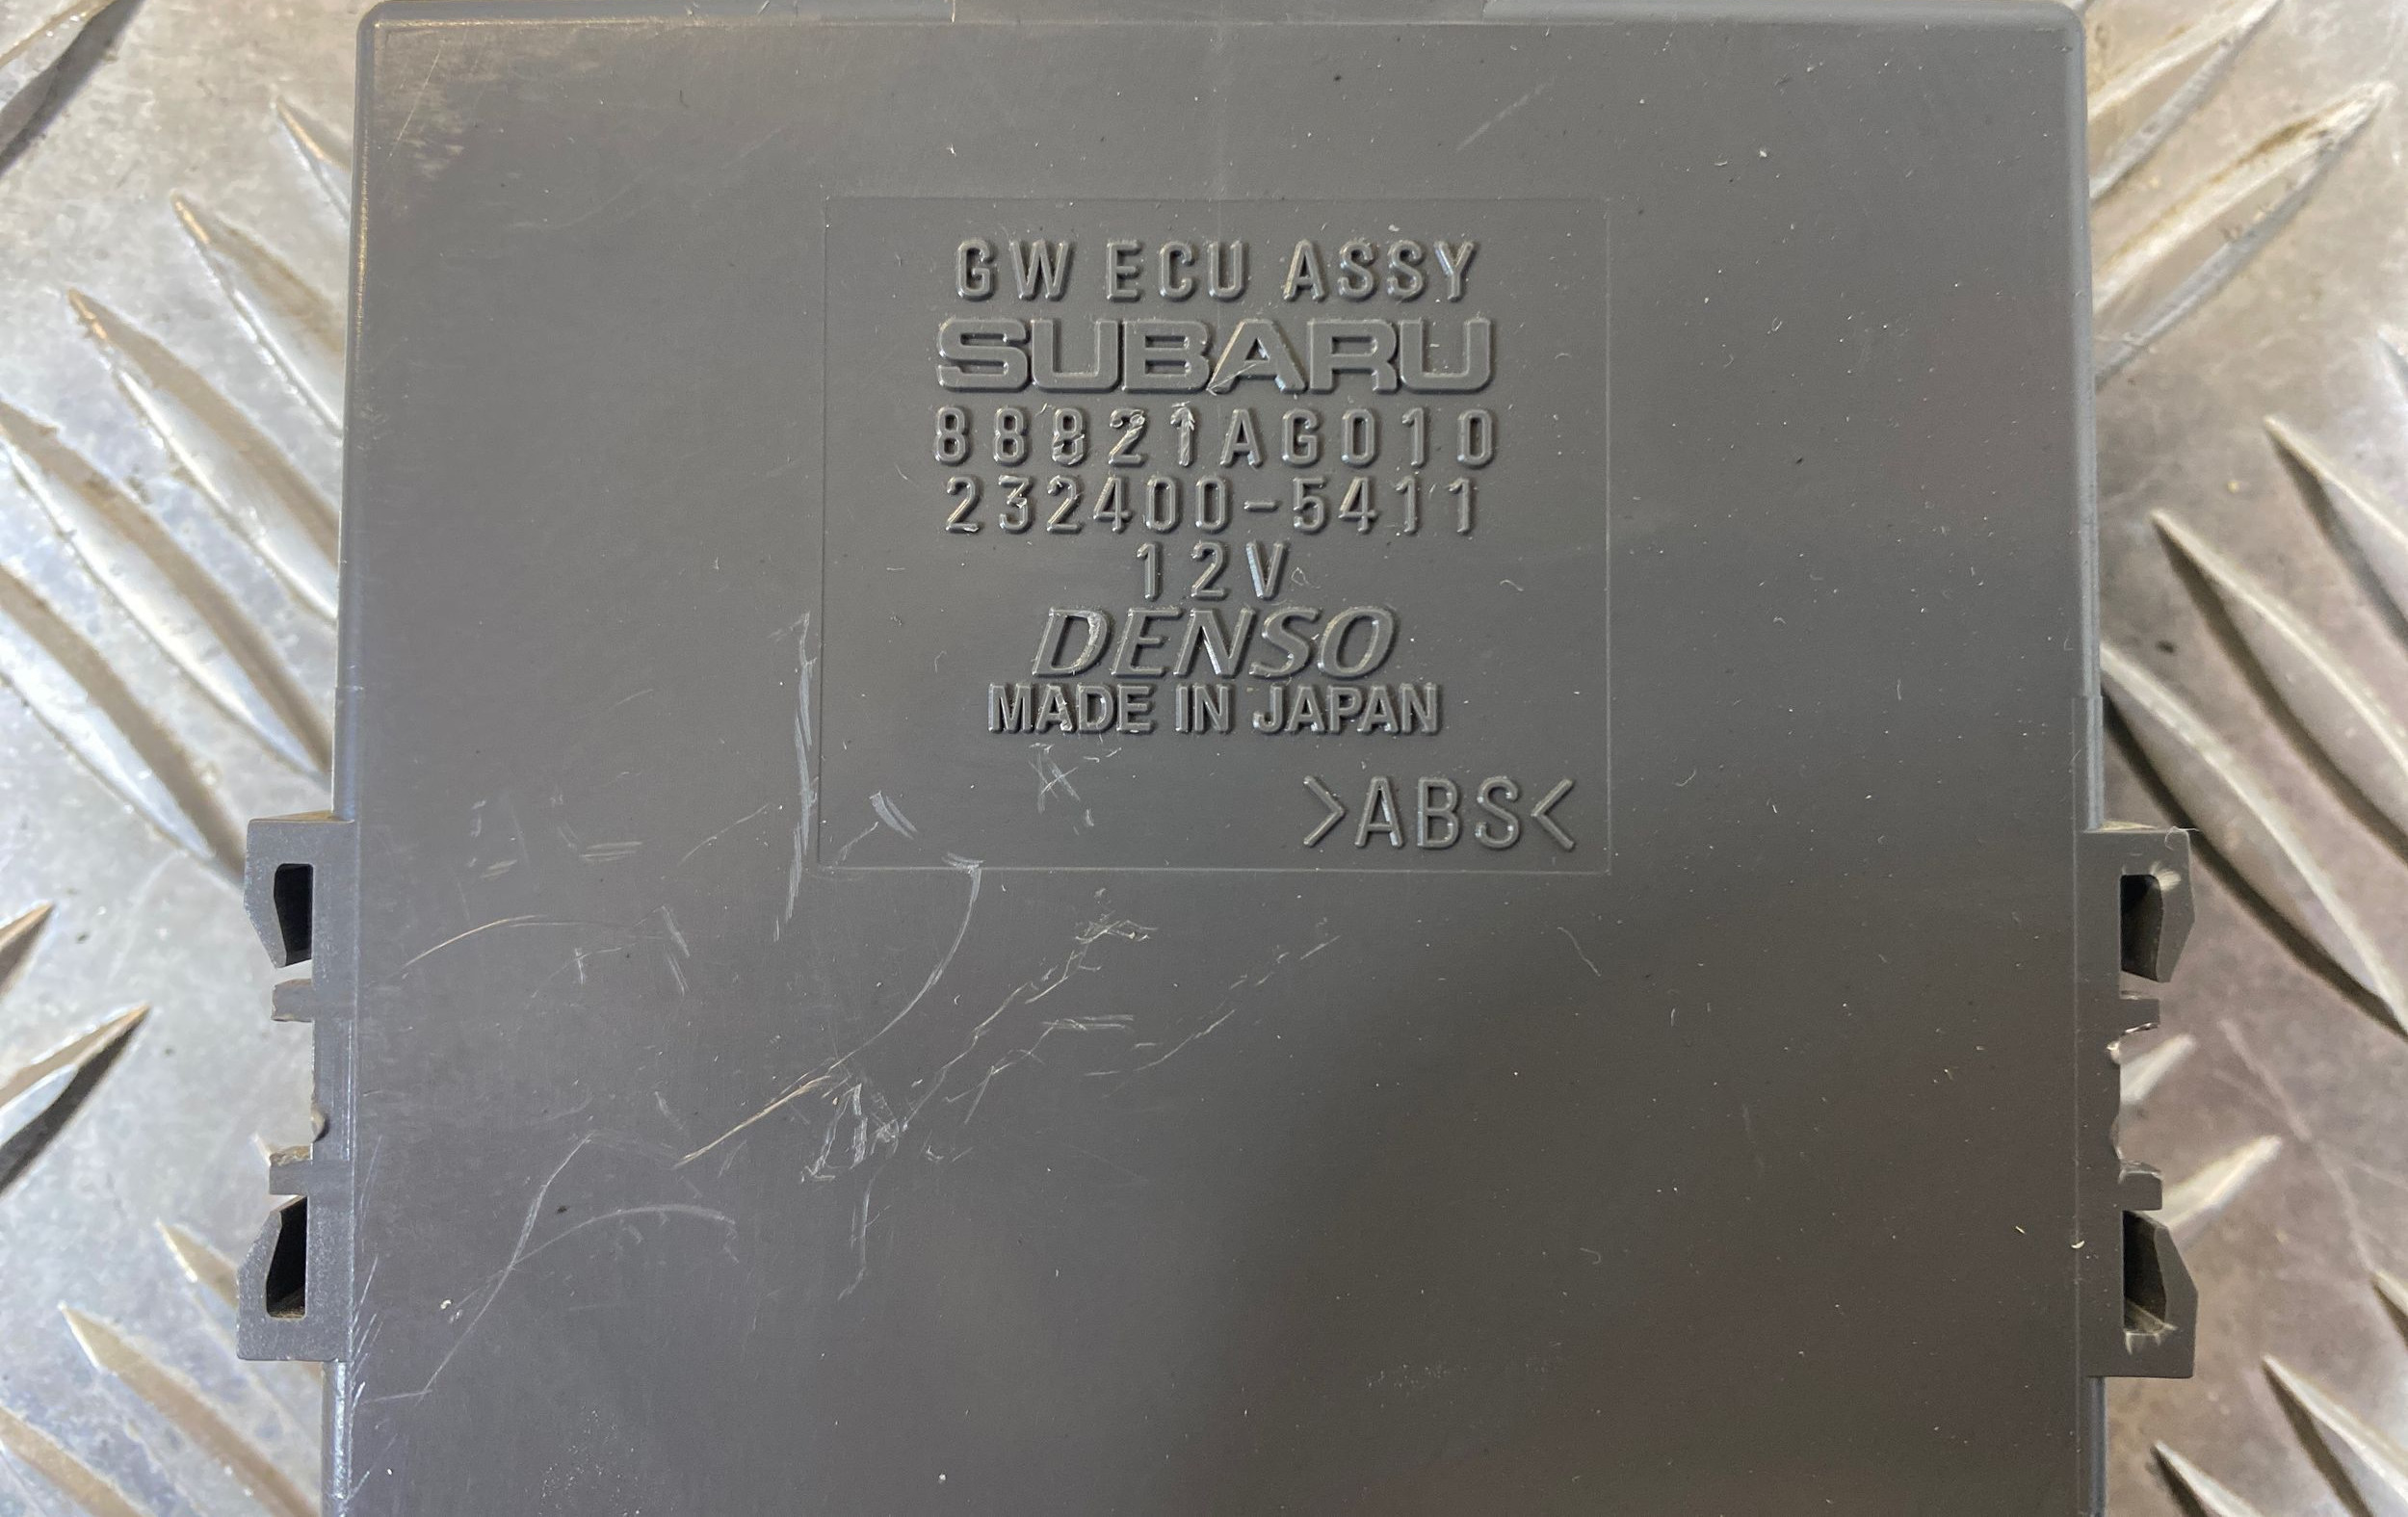 GW ECU ASSY
SUBARU
88821AG010
232400-5411
12V
DENSO
MADE IN JAPAN
>ABS<